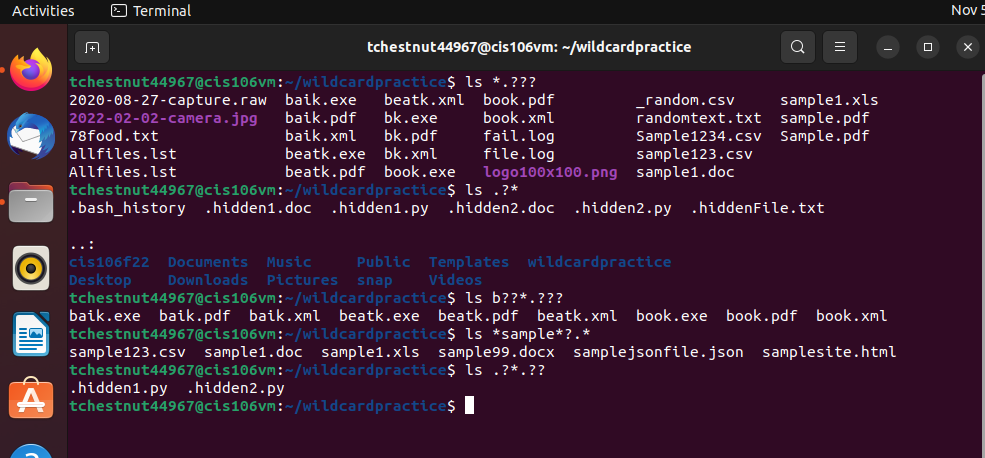 Activities Terminal Nov 5
tchestnut44967@cis106vm: ~/wildcardpractice
tchestnut44967@cis106vm:~/wildcardpractice$ ls *.???
2020-08-27-capture.raw baik.exe beatk.xml book.pdf _random.csv sample1.xls
2022-02-02-camera.jpg baik.pdf bk.exe book.xml randomtext.txt sample.pdf
78food.txt baik.xml bk.pdf fail.log Sample1234.csv Sample.pdf
allfiles.lst beatk.exe bk.xml file.log sample123.csv
Allfiles.lst beatk.pdf book.exe logo100x100.png sample1.doc
tchestnut44967@cis106vm:~/wildcardpractice$ ls .?*
.bash_history .hidden1.doc .hidden1.py .hidden2.doc .hidden2.py .hiddenFile.txt
..:
cis106f22 Documents Music Public Templates wildcardpractice
Desktop Downloads Pictures snap Videos
tchestnut44967@cis106vm:~/wildcardpractice$ ls b??*.???
baik.exe baik.pdf baik.xml beatk.exe beatk.pdf beatk.xml book.exe book.pdf book.xml
tchestnut44967@cis106vm:~/wildcardpractice$ ls *sample*?.*
sample123.csv sample1.doc sample1.xls sample99.docx samplejsonfile.json samplesite.html
tchestnut44967@cis106vm:~/wildcardpractice$ ls .?*.??
.hidden1.py .hidden2.py
tchestnut44967@cis106vm:~/wildcardpractice$